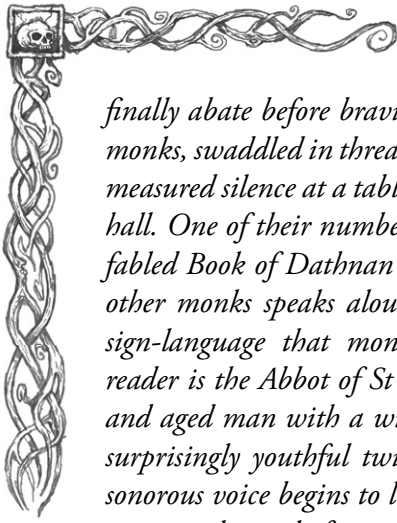 finally abate before bravi
monks, swaddled in threa
measured silence at a tabl
hall. One of their numbe
fabled Book of Dathnan
other monks speaks alou
sign-language that mon
reader is the Abbot of St
and aged man with a wi
surprisingly youthful twi
sonorous voice begins to l